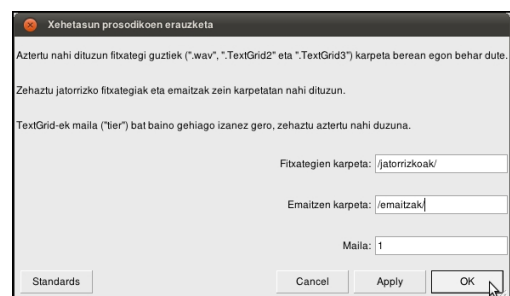 Xehetasun prosodikoen erauzketa
Aztertu nahi dituzun fitxategi guztiek (".wav", ".TextGrid2" eta ".TextGrid3") karpeta berean egon behar dute.
Zehaztu jatorrizko fitxategiak eta emaitzak zein karpetatan nahi dituzun.
TextGrid-ek maila ("tier") bat baino gehiago izanez gero, zehaztu aztertu nahi duzuna.
Fitxategien karpeta: /jatorrizkoak/
Emaitzen karpeta: /emaitzak/
Maila: 1
Standards Cancel Apply OK